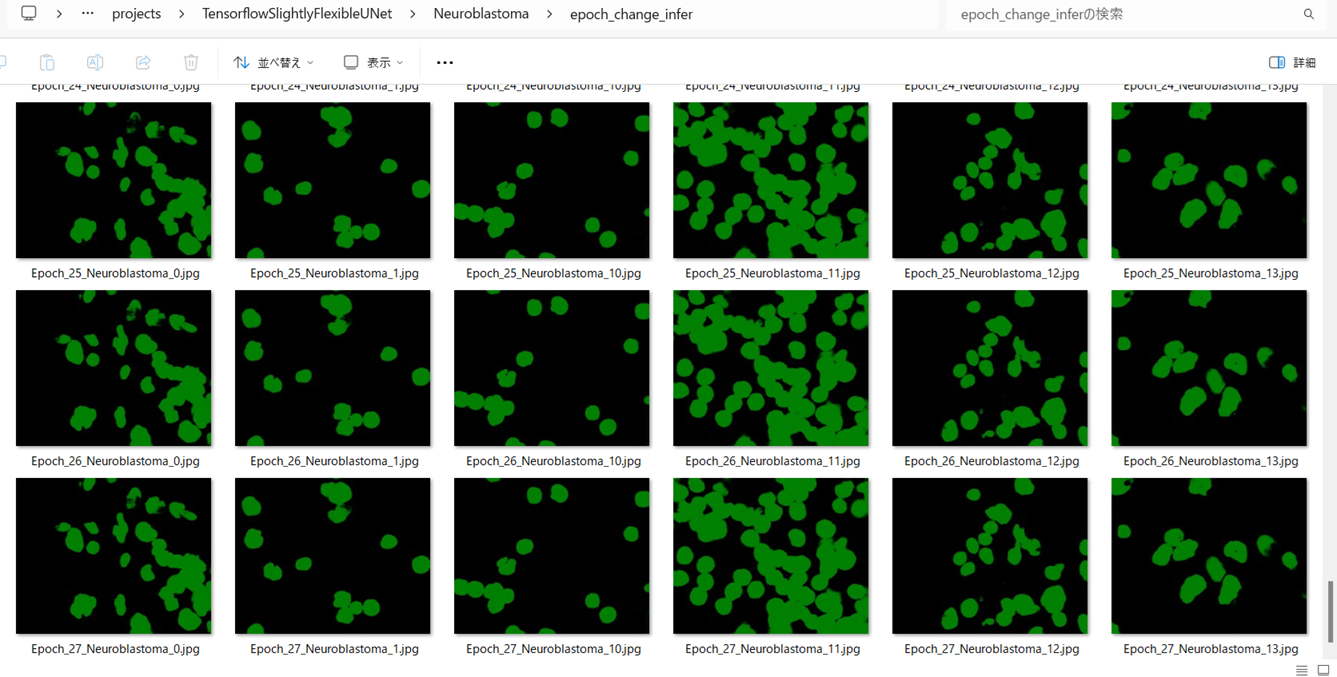 projects > TensorflowSlightlyFlexibleUNet > Neuroblastoma > epoch_change_infer
epoch_change_inferの検索
並べ替え 表示 ... 詳細
Epoch_24_Neuroblastoma_0.jpg Epoch_24_Neuroblastoma_1.jpg Epoch_24_Neuroblastoma_10.jpg Epoch_24_Neuroblastoma_11.jpg Epoch_24_Neuroblastoma_12.jpg Epoch_24_Neuroblastoma_13.jpg
Epoch_25_Neuroblastoma_0.jpg Epoch_25_Neuroblastoma_1.jpg Epoch_25_Neuroblastoma_10.jpg Epoch_25_Neuroblastoma_11.jpg Epoch_25_Neuroblastoma_12.jpg Epoch_25_Neuroblastoma_13.jpg
Epoch_26_Neuroblastoma_0.jpg Epoch_26_Neuroblastoma_1.jpg Epoch_26_Neuroblastoma_10.jpg Epoch_26_Neuroblastoma_11.jpg Epoch_26_Neuroblastoma_12.jpg Epoch_26_Neuroblastoma_13.jpg
Epoch_27_Neuroblastoma_0.jpg Epoch_27_Neuroblastoma_1.jpg Epoch_27_Neuroblastoma_10.jpg Epoch_27_Neuroblastoma_11.jpg Epoch_27_Neuroblastoma_12.jpg Epoch_27_Neuroblastoma_13.jpg